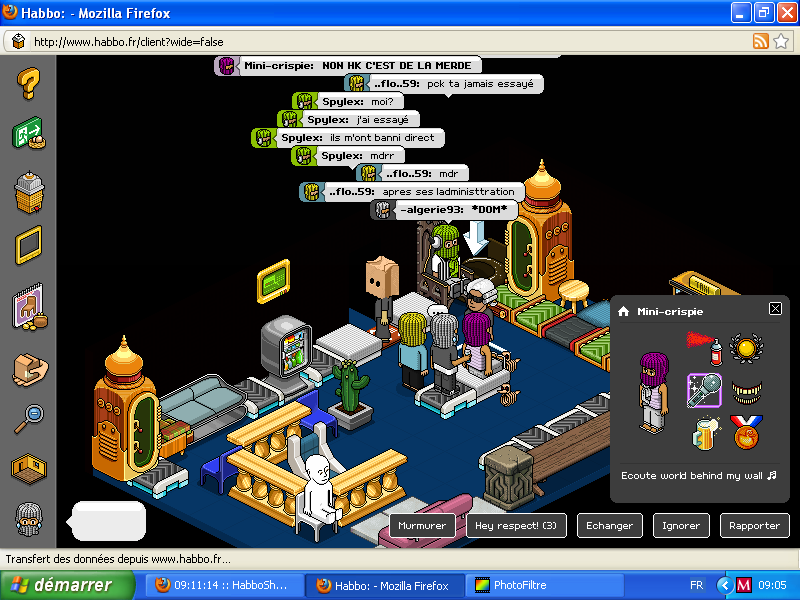 Habbo: - Mozilla Firefox
http://www.habbo.fr/client?wide=false
Mini-crispie: NON HK C'EST DE LA MERDE
..flo..59: pck ta jamais essayé
Spylex: moi?
Spylex: j'ai essayé
Spylex: ils m'ont banni direct
Spylex: mdrr
..flo..59: mdr
..flo..59: apres ses ladministtration
-algerie93: *DOM*
Mini-crispie
Ecoute world behind my wall ♫
Murmurer
Hey respect! (3)
Echanger
Ignorer
Rapporter
Transfert des données depuis www.habbo.fr...
démarrer
09:11:14 :: HabboSh...
Habbo: - Mozilla Firefox
PhotoFiltre
FR
M
09:05